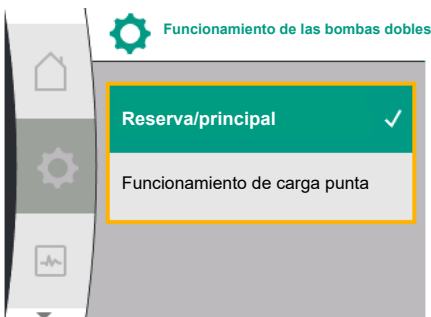 Funcionamiento de las bombas dobles
Reserva/principal
Funcionamiento de carga punta